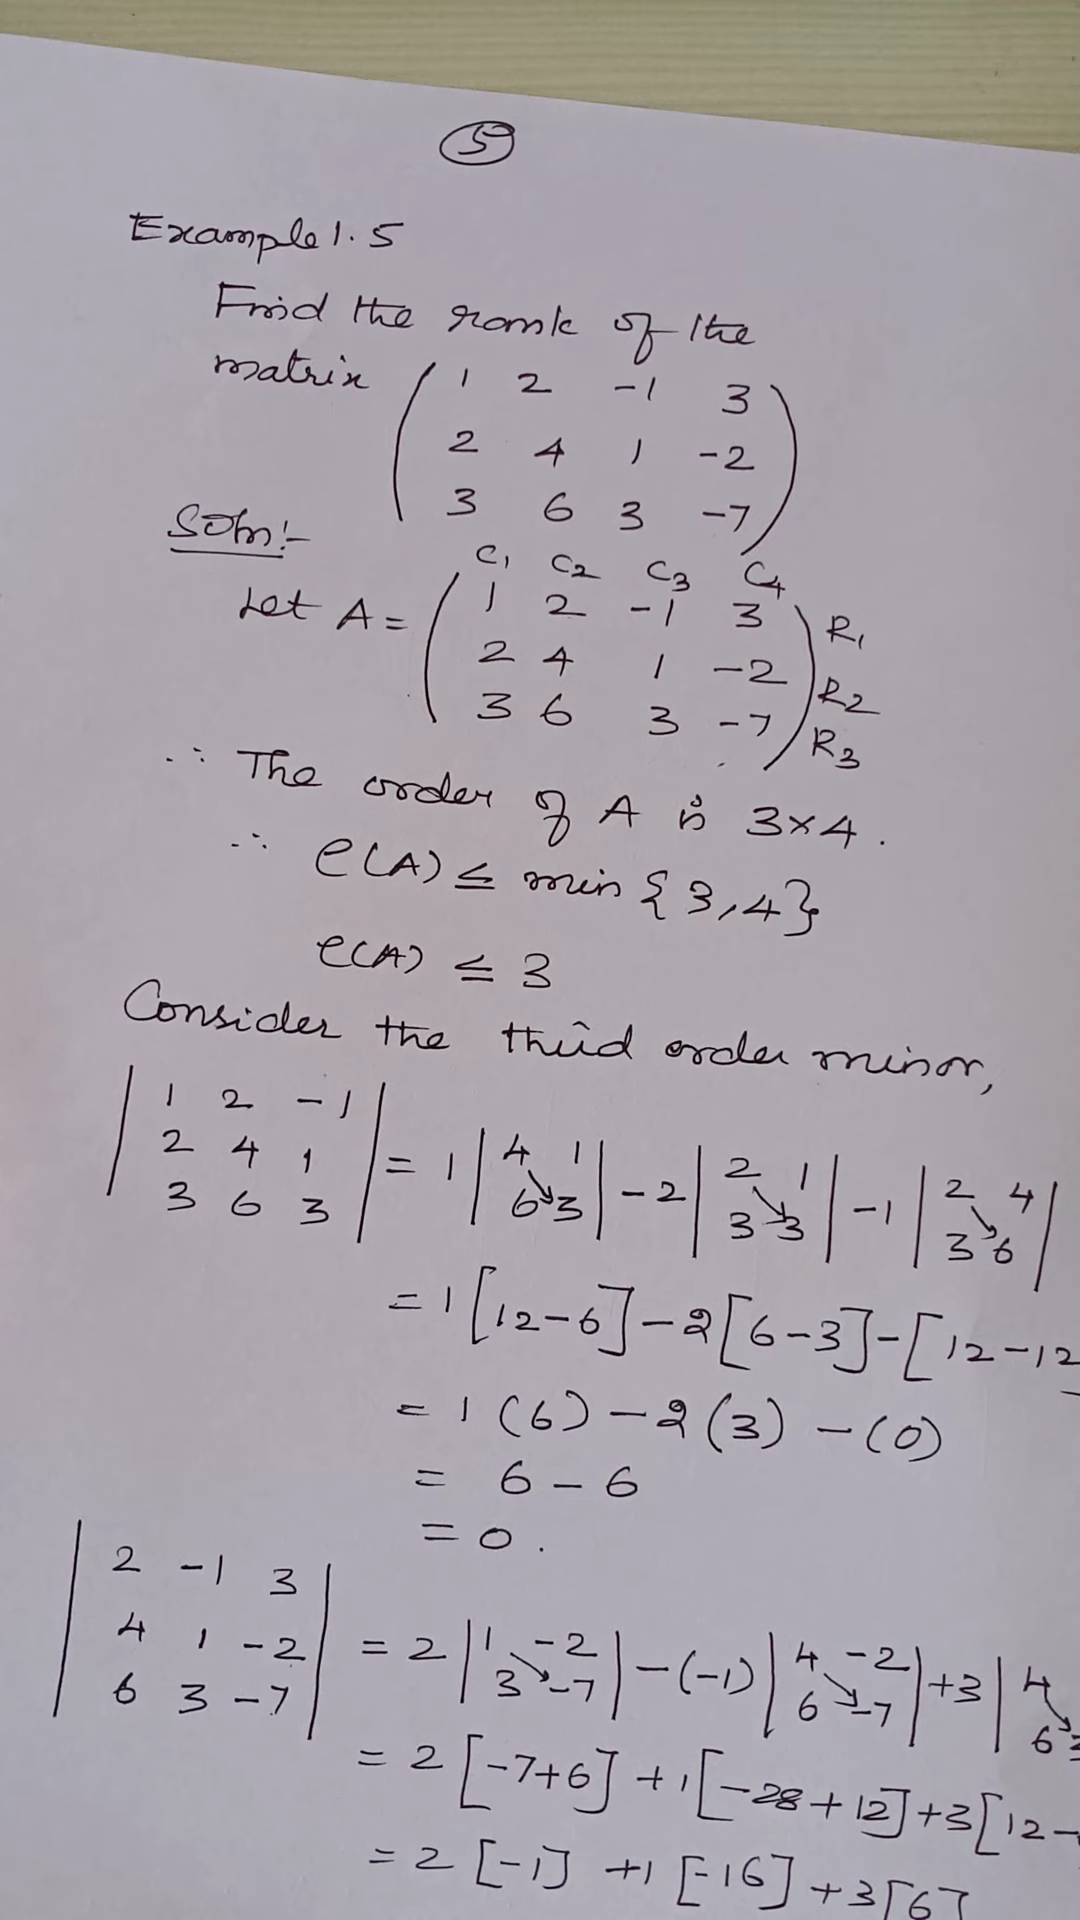 5
Example 1.5
Find the rank of the
matrix ( 1 2 -1 3
2 4 1 -2
3 6 3 -7 )
Soln:-
C1 C2 C3 C4
Let A = ( 1 2 -1 3 R1
2 4 1 -2 R2
3 6 3 -7 ) R3
∴ The order of A is 3×4.
∴ ρ(A) ≤ min {3,4}
ρ(A) ≤ 3
Consider the third order minor,
| 1 2 -1
2 4 1
3 6 3 | = 1 | 4 1 6 3 | - 2 | 2 1 3 3 | - 1 | 2 4 3 6 |
= 1 [12-6] - 2 [6-3] - [12-12
= 1 (6) - 2 (3) - (0)
= 6 - 6
= 0.
| 2 -1 3
4 1 -2
6 3 -7 | = 2 | 1 -2 3 -7 | - (-1) | 4 -2 6 -7 | + 3 | 4 6
= 2 [-7+6] + 1 [-28+12] + 3 [12-
= 2 [-1] + 1 [-16] + 3 [6]